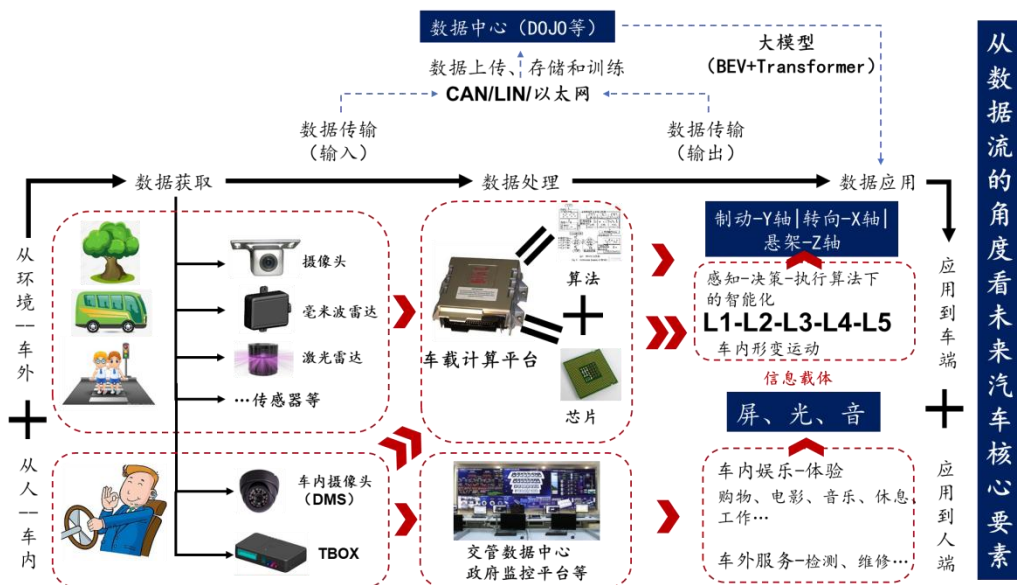 数据中心（DOJO等）
大模型
（BEV+Transformer）
数据上传、存储和训练
CAN/LIN/以太网
数据传输
（输入）
数据传输
（输出）
数据获取
数据处理
数据应用
从环境--车外
从人--车内
摄像头
毫米波雷达
激光雷达
…传感器等
车内摄像头
（DMS）
TBOX
车载计算平台
算法
芯片
交管数据中心
政府监控平台等
制动-Y轴|转向-X轴|
悬架-Z轴
感知-决策-执行算法下
的智能化
L1-L2-L3-L4-L5
车内形变运动
信息载体
屏、光、音
车内娱乐-体验
购物、电影、音乐、休息、
工作…
车外服务-检测、维修…
应用到车端
应用到人端
从数据流的角度看未来汽车核心要素